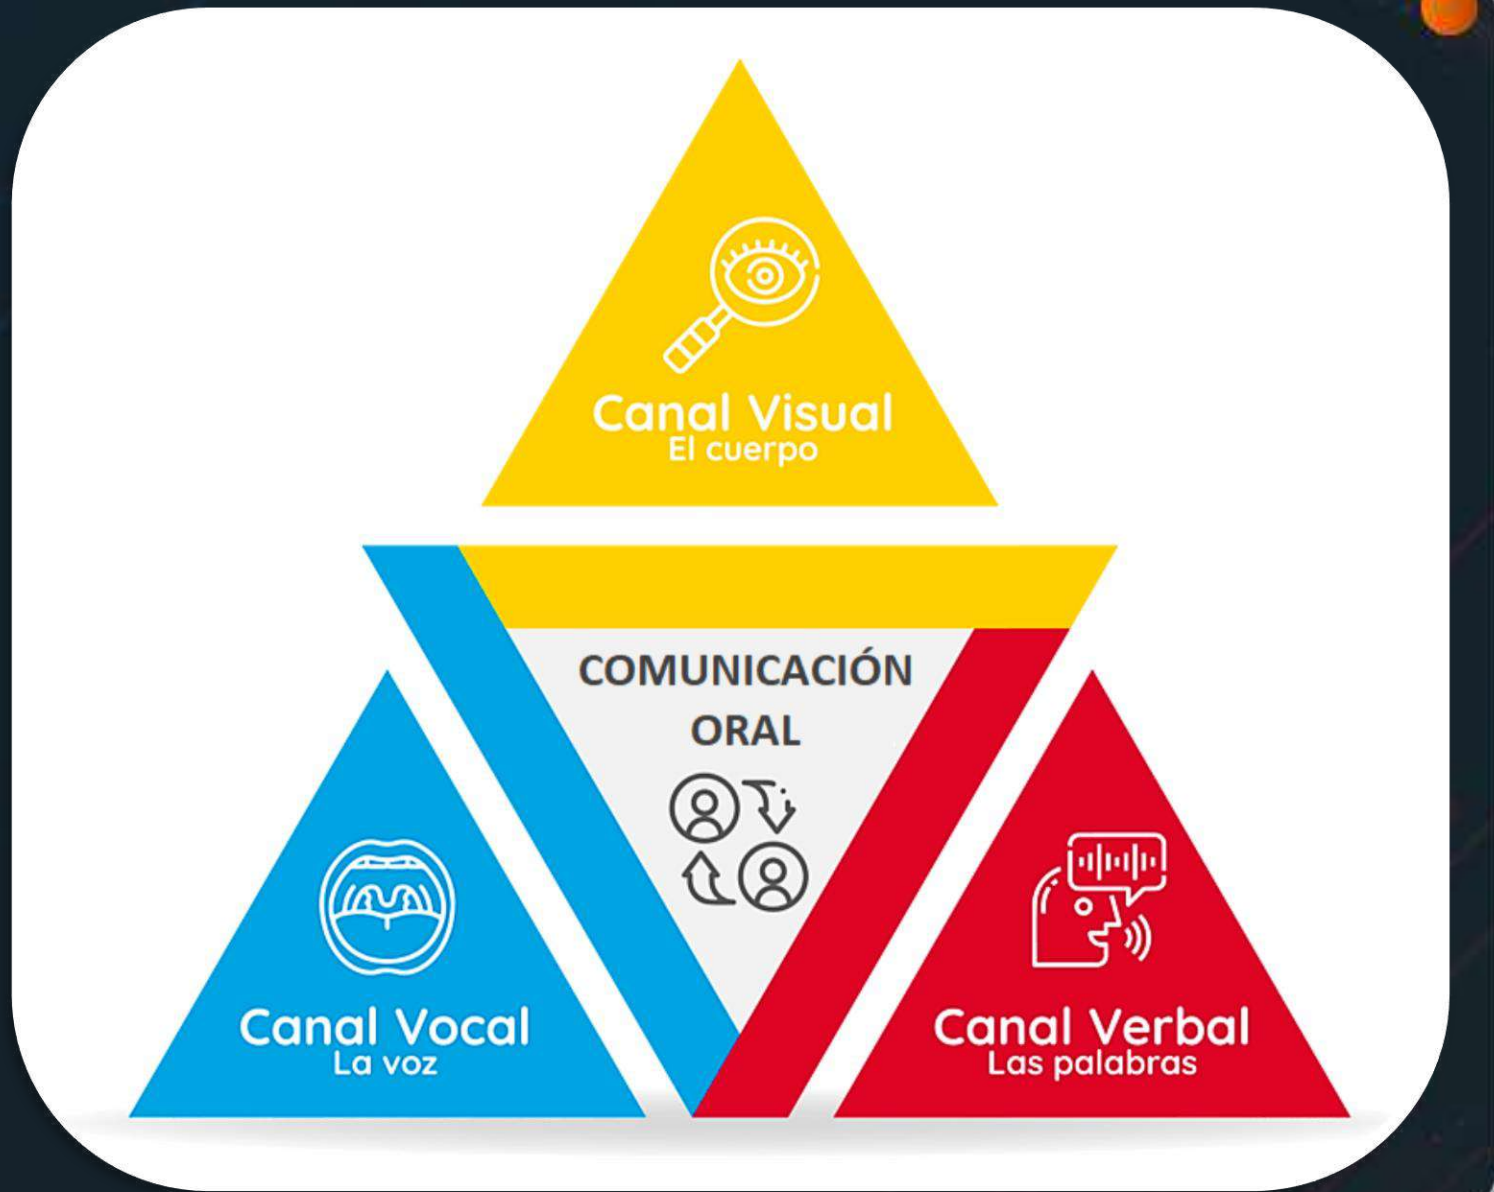 Canal Visual
El cuerpo
COMUNICACIÓN
ORAL
Canal Vocal
La voz
Canal Verbal
Las palabras